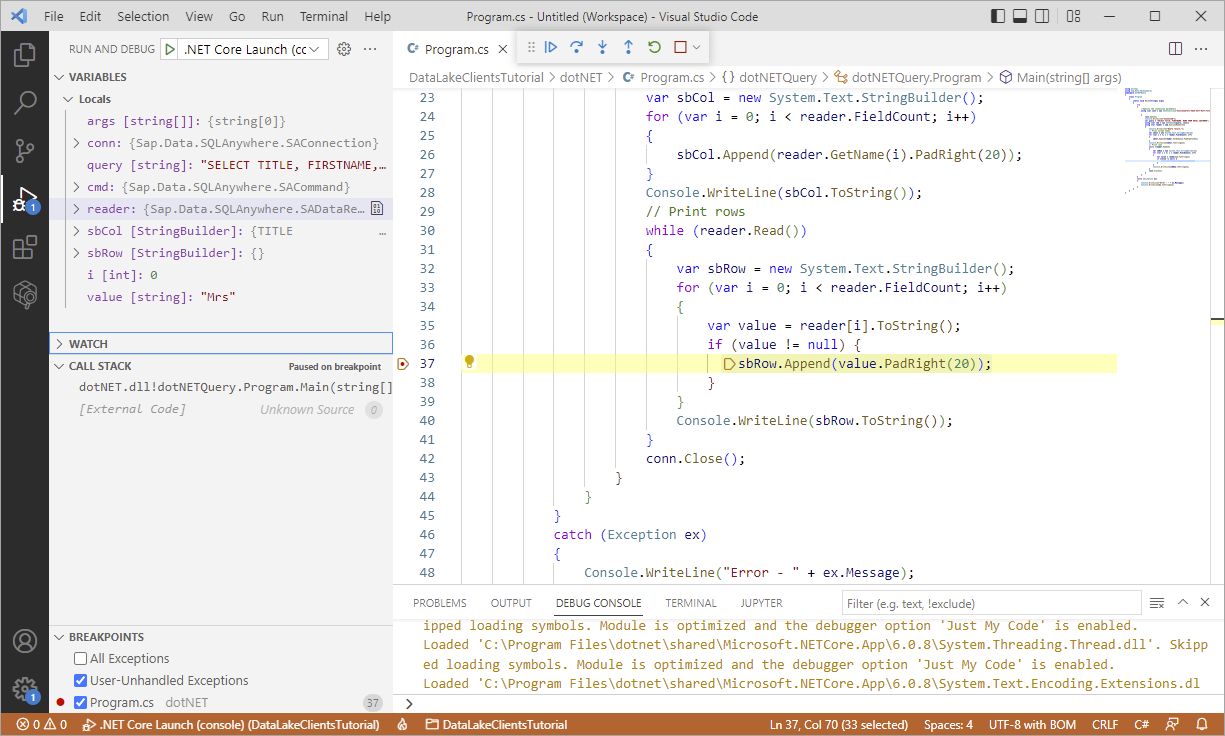 File Edit Selection View Go Run Terminal Help Program.cs - Untitled (Workspace) - Visual Studio Code
RUN AND DEBUG .NET Core Launch (cc
VARIABLES
Locals
args [string[]]: {string[0]}
conn: {Sap.Data.SQLAnywhere.SAConnection}
query [string]: "SELECT TITLE, FIRSTNAME,…
cmd: {Sap.Data.SQLAnywhere.SACommand}
reader: {Sap.Data.SQLAnywhere.SADataRe…
sbCol [StringBuilder]: {TITLE …
sbRow [StringBuilder]: {}
i [int]: 0
value [string]: "Mrs"
1
WATCH
CALL STACK Paused on breakpoint
dotNET.dll!dotNETQuery.Program.Main(string[]
[External Code] Unknown Source 0
BREAKPOINTS
All Exceptions
User-Unhandled Exceptions
Program.cs dotNET 37
1
C# Program.cs
DataLakeClientsTutorial > dotNET > C# Program.cs > {} dotNETQuery > dotNETQuery.Program > Main(string[] args)
23 var sbCol = new System.Text.StringBuilder();
24 for (var i = 0; i < reader.FieldCount; i++)
25 {
26 sbCol.Append(reader.GetName(i).PadRight(20));
27 }
28 Console.WriteLine(sbCol.ToString());
29 // Print rows
30 while (reader.Read())
31 {
32 var sbRow = new System.Text.StringBuilder();
33 for (var i = 0; i < reader.FieldCount; i++)
34 {
35 var value = reader[i].ToString();
36 if (value != null) {
37 sbRow.Append(value.PadRight(20));
38 }
39 }
40 Console.WriteLine(sbRow.ToString());
41 }
42 conn.Close();
43 }
44 }
45 }
46 catch (Exception ex)
47 {
48 Console.WriteLine("Error - " + ex.Message);
PROBLEMS OUTPUT DEBUG CONSOLE TERMINAL JUPYTER Filter (e.g. text, !exclude)
ipped loading symbols. Module is optimized and the debugger option 'Just My Code' is enabled.
Loaded 'C:\Program Files\dotnet\shared\Microsoft.NETCore.App\6.0.8\System.Threading.Thread.dll'. Skipp
ed loading symbols. Module is optimized and the debugger option 'Just My Code' is enabled.
Loaded 'C:\Program Files\dotnet\shared\Microsoft.NETCore.App\6.0.8\System.Text.Encoding.Extensions.dl
>
0 0 .NET Core Launch (console) (DataLakeClientsTutorial) DataLakeClientsTutorial Ln 37, Col 70 (33 selected) Spaces: 4 UTF-8 with BOM CRLF C#